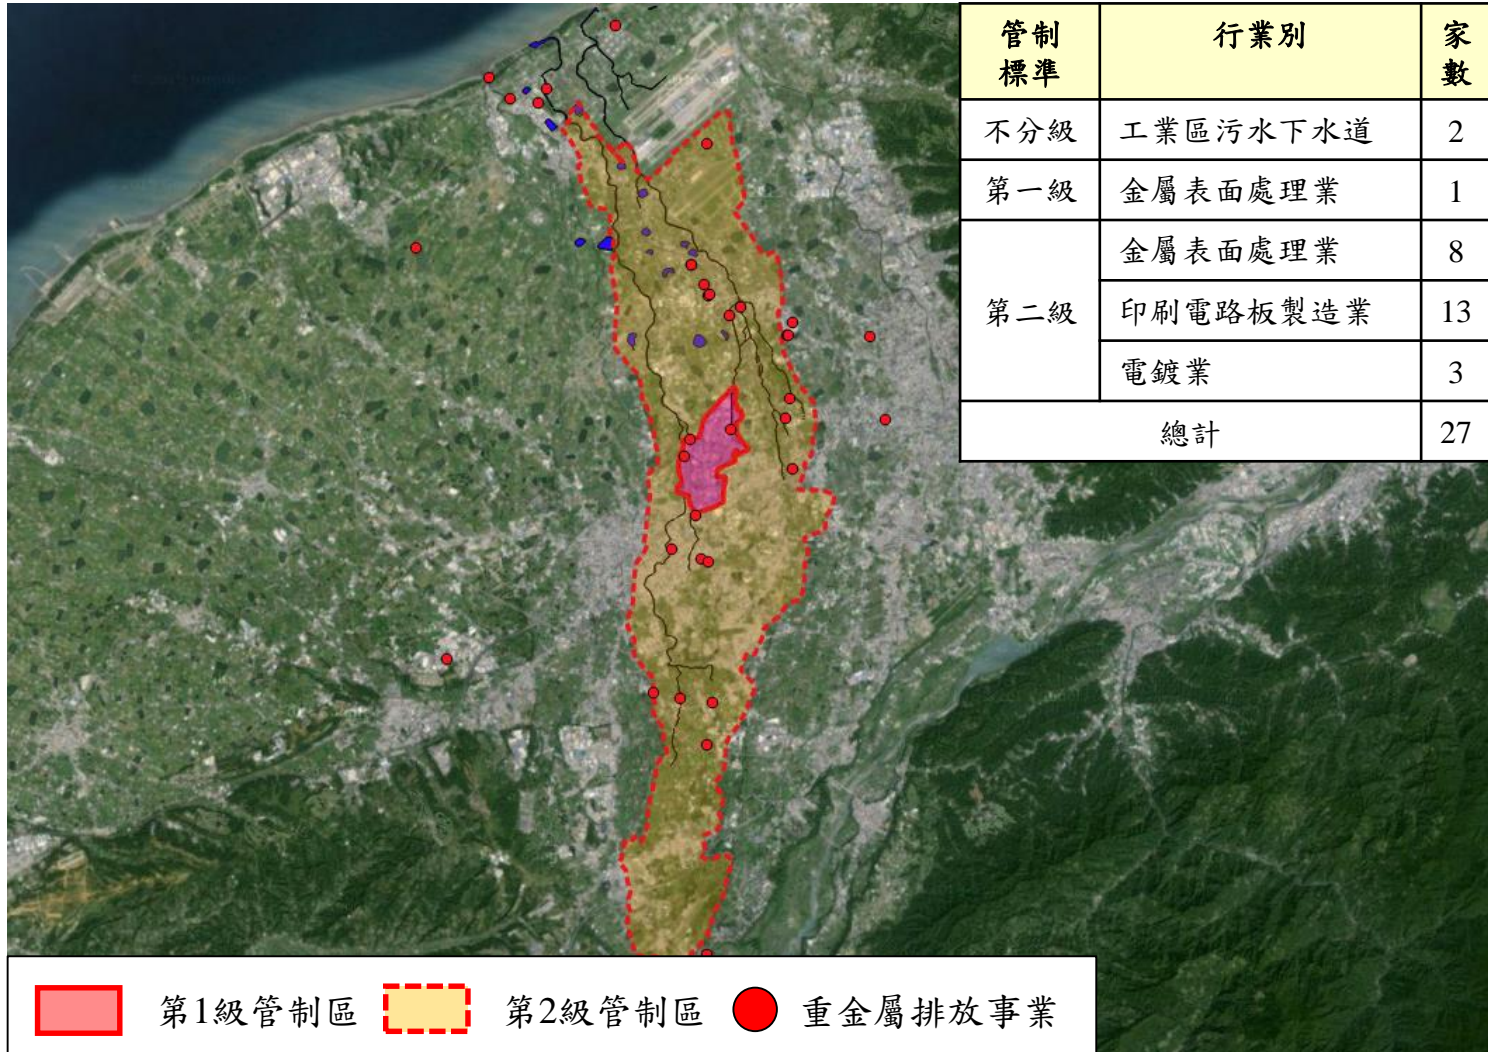 管制
標準
行業別
家
數
不分級 工業區污水下水道 2
第一級 金屬表面處理業 1
第二級
金屬表面處理業 8
印刷電路板製造業 13
電鍍業 3
總計 27
第1級管制區 第2級管制區 重金屬排放事業